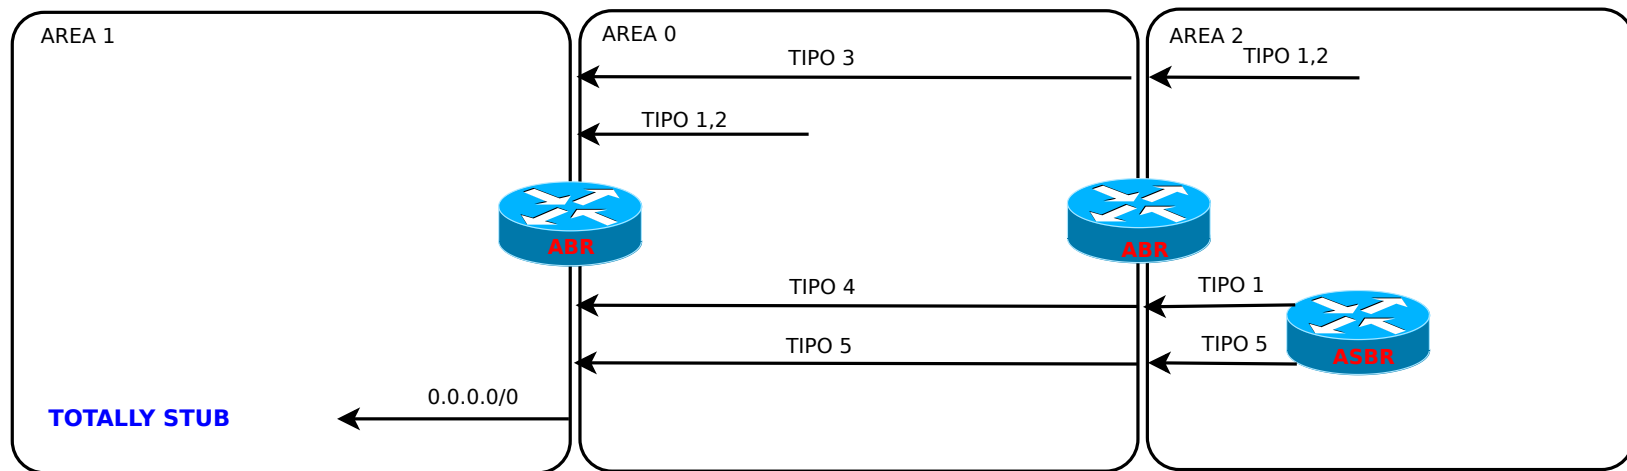 AREA 1
AREA 0
AREA 2
TIPO 3
TIPO 1,2
TIPO 1,2
ABR
ABR
TIPO 4
TIPO 1
TIPO 5
TIPO 5
ASBR
0.0.0.0/0
TOTALLY STUB